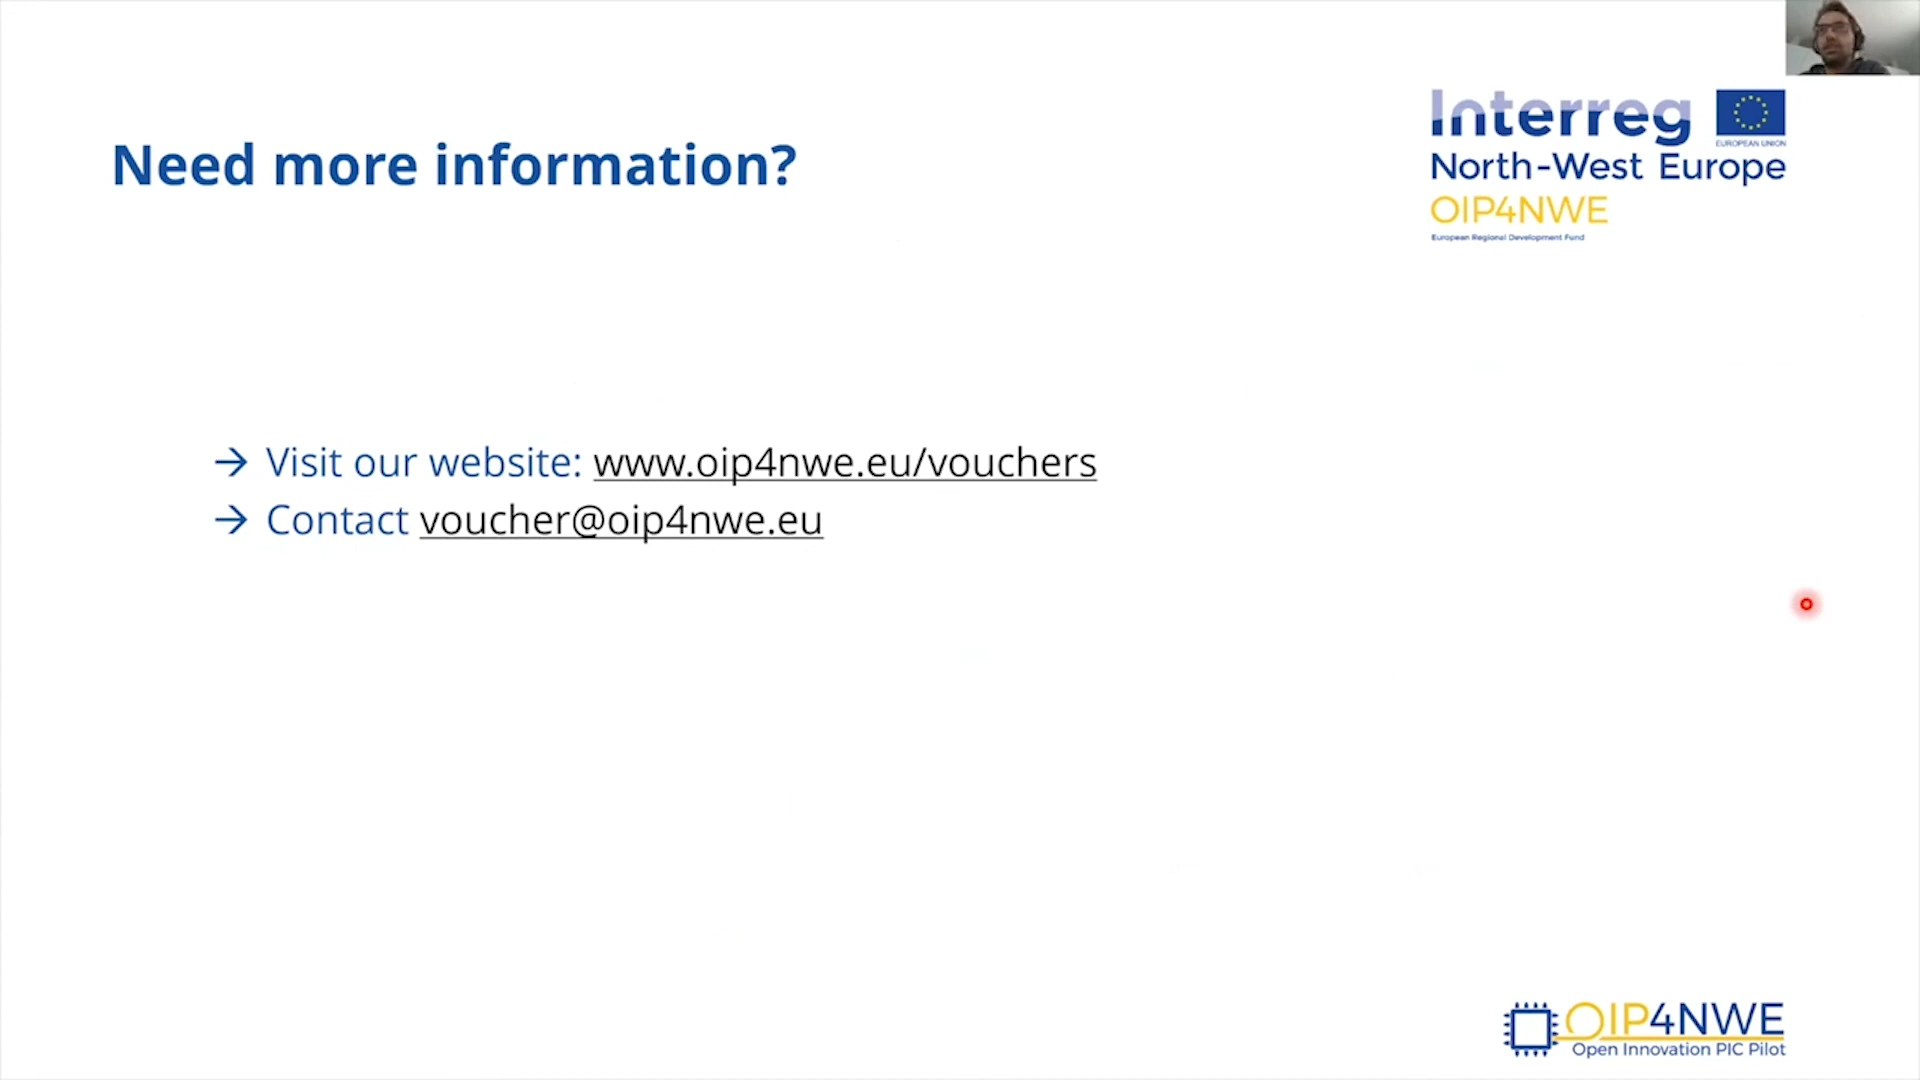 Need more information?
Interreg
EUROPEAN UNION
North-West Europe
OIP4NWE
European Regional Development Fund
→ Visit our website: www.oip4nwe.eu/vouchers
→ Contact voucher@oip4nwe.eu
OIP4NWE
Open Innovation PIC Pilot